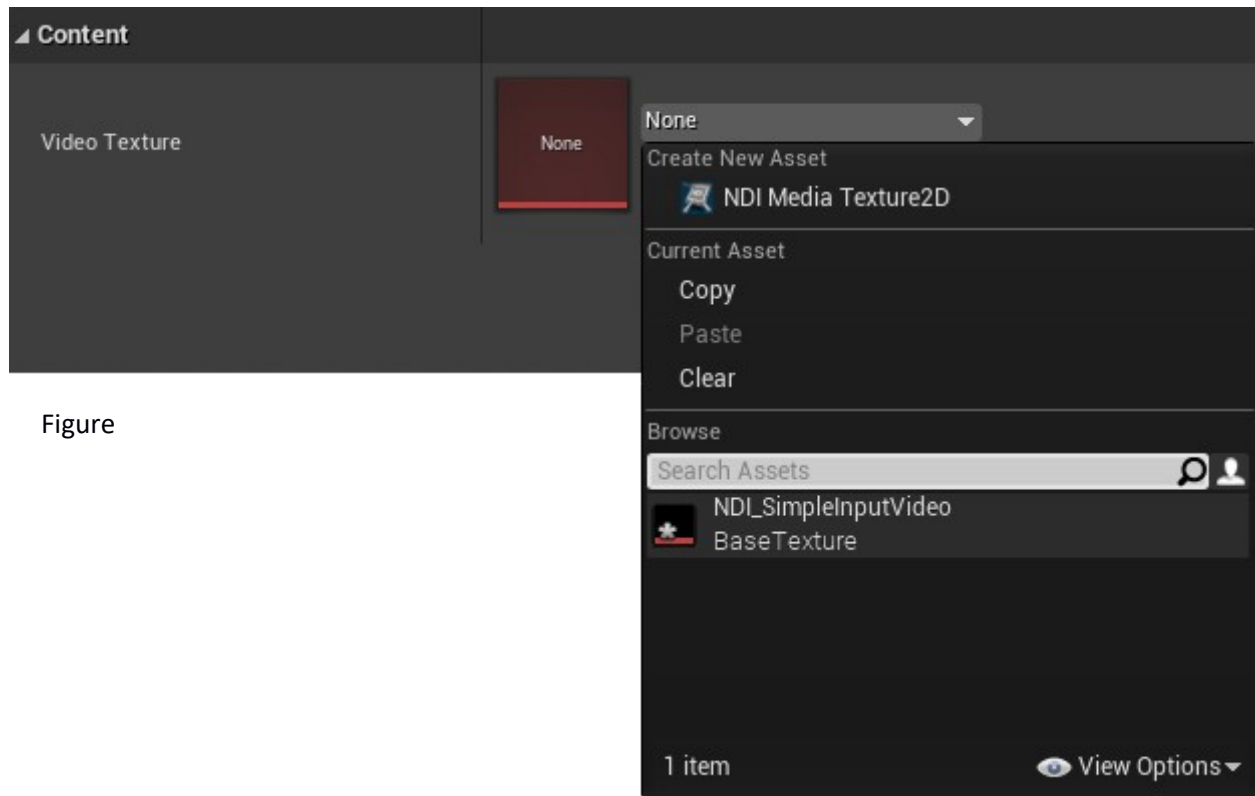 Content
Video Texture
None
None
Create New Asset
NDI Media Texture2D
Current Asset
Copy
Paste
Clear
Figure
Browse
Search Assets
NDI_SimpleInputVideo
BaseTexture
1 item
View Options